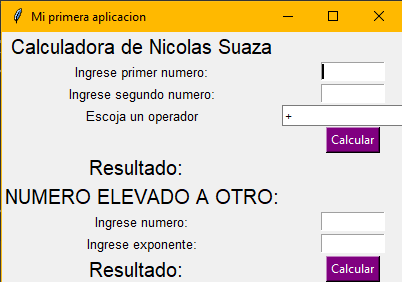 Mi primera aplicacion
Calculadora de Nicolas Suaza
Ingrese primer numero:
Ingrese segundo numero:
Escoja un operador +
Calcular
Resultado:
NUMERO ELEVADO A OTRO:
Ingrese numero:
Ingrese exponente:
Resultado: Calcular